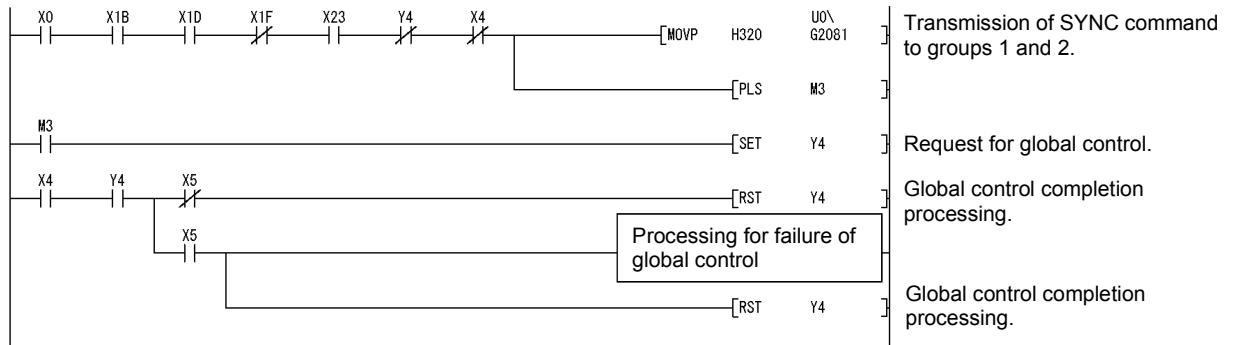 X0 X1B X1D X1F X23 Y4 X4
[MOVP H320 U0\
G2081 ]
Transmission of SYNC command
to groups 1 and 2.
[PLS M3 ]
M3
[SET Y4 ]
Request for global control.
X4 Y4 X5
[RST Y4 ]
Global control completion
processing.
X5
Processing for failure of
global control
[RST Y4 ]
Global control completion
processing.